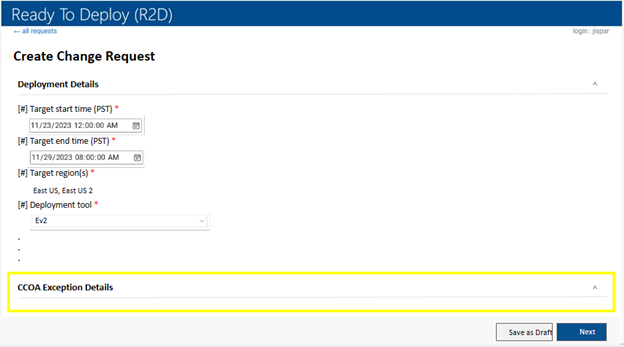 Ready To Deploy (R2D)
← all requests
login : jispar
Create Change Request
Deployment Details
[#] Target start time (PST) *
11/23/2023 12:00:00 AM
[#] Target end time (PST) *
11/29/2023 08:00:00 AM
[#] Target region(s) *
East US, East US 2
[#] Deployment tool *
Ev2
.
.
.
CCOA Exception Details
Save as Draft
Next